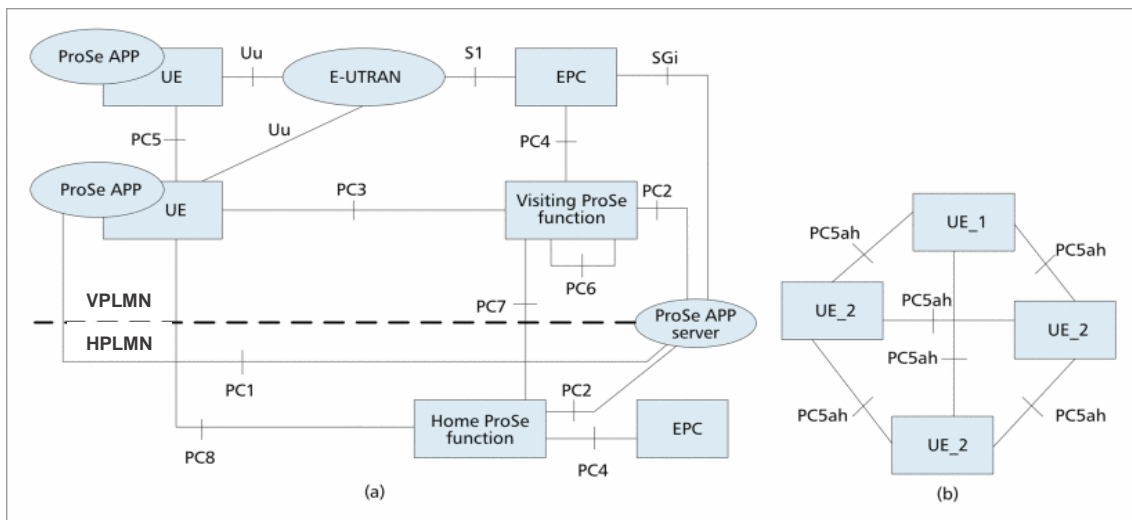 ProSe APP
UE
Uu
E-UTRAN
S1
EPC
SGi
PC5
Uu
PC4
ProSe APP
UE
PC3
Visiting ProSe
function
PC2
PC6
PC7
VPLMN
HPLMN
ProSe APP
server
PC1
PC2
Home ProSe
function
EPC
PC8
PC4
(a)
UE_1
PC5ah
PC5ah
UE_2
PC5ah
UE_2
PC5ah
PC5ah
PC5ah
UE_2
(b)